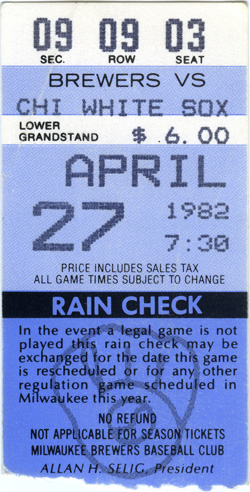 09 09 03
SEC. ROW SEAT
BREWERS VS
CHI WHITE SOX
LOWER
GRANDSTAND $ 6.00
APRIL
27 1982
7:30
PRICE INCLUDES SALES TAX
ALL GAME TIMES SUBJECT TO CHANGE
RAIN CHECK
In the event a legal game is not
played this rain check may be
exchanged for the date this game
is rescheduled or for any other
regulation game scheduled in
Milwaukee this year.
NO REFUND
NOT APPLICABLE FOR SEASON TICKETS
MILWAUKEE BREWERS BASEBALL CLUB
ALLAN H. SELIG, President